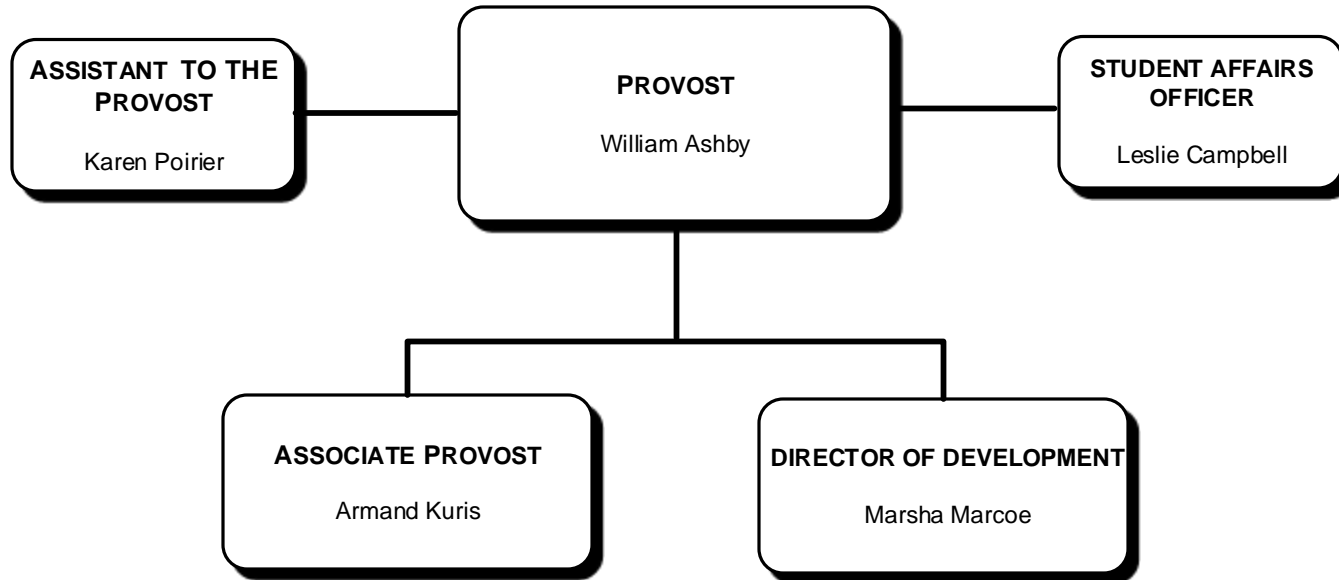 ASSISTANT TO THE
PROVOST
Karen Poirier
PROVOST
William Ashby
STUDENT AFFAIRS
OFFICER
Leslie Campbell
ASSOCIATE PROVOST
Armand Kuris
DIRECTOR OF DEVELOPMENT
Marsha Marcoe